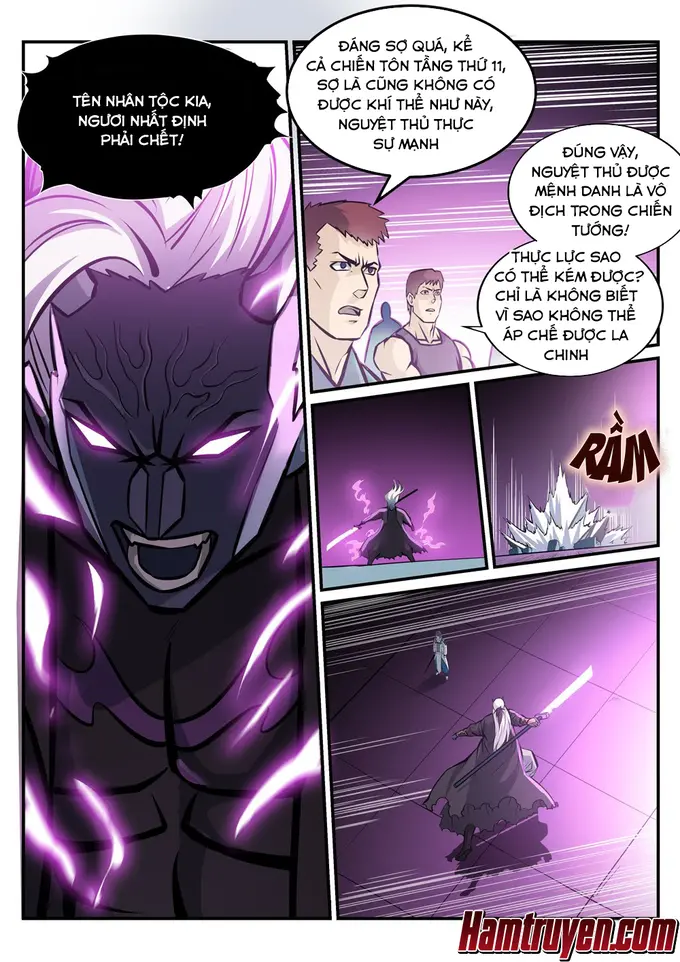 TÊN NHÂN TỘC KIA,
NGƯƠI NHẤT ĐỊNH
PHẢI CHẾT!
ĐÁNG SỢ QUÁ, KỂ
CẢ CHIẾN TÔN TẦNG THỨ 11,
SỢ LÀ CŨNG KHÔNG CÓ
ĐƯỢC KHÍ THẾ NHƯ NÀY,
NGUYỆT THỦ THỰC
SỰ MẠNH
ĐÚNG VẬY,
NGUYỆT THỦ ĐƯỢC
MỆNH DANH LÀ VÔ
ĐỊCH TRONG CHIẾN
TƯỚNG!
THỰC LỰC SAO
CÓ THỂ KÉM ĐƯỢC?
CHỈ LÀ KHÔNG BIẾT
VÌ SAO KHÔNG THỂ
ÁP CHẾ ĐƯỢC LA
CHINH
RẦM
Hamtruyen.com